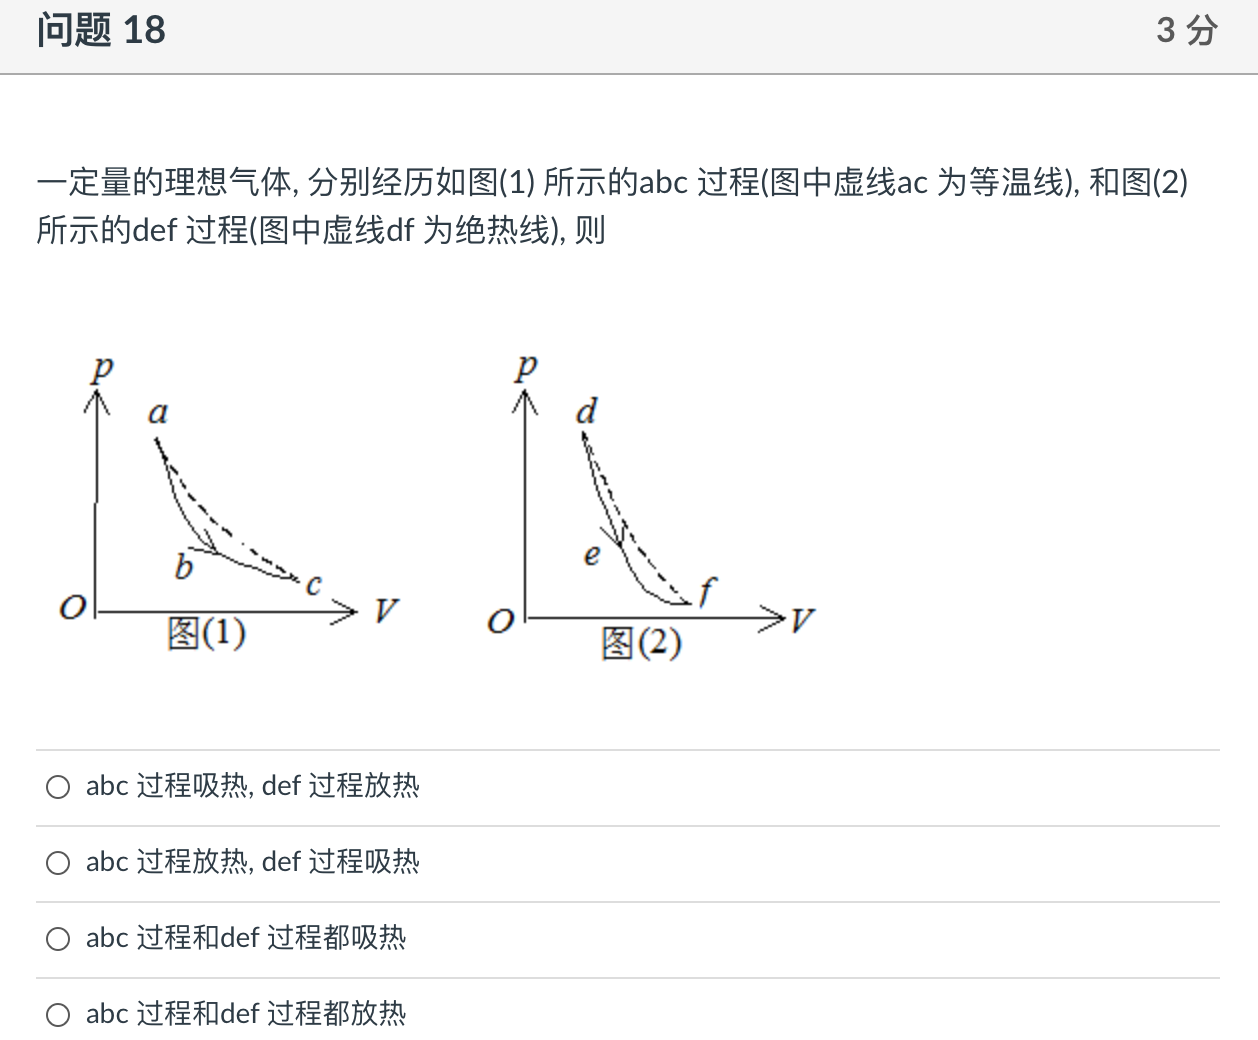 问题 18
3 分
一定量的理想气体, 分别经历如图(1) 所示的abc 过程(图中虚线ac 为等温线), 和图(2)
所示的def 过程(图中虚线df 为绝热线), 则
p
a
b
c
O
V
图(1)
p
d
e
f
O
V
图(2)
abc 过程吸热, def 过程放热
abc 过程放热, def 过程吸热
abc 过程和def 过程都吸热
abc 过程和def 过程都放热